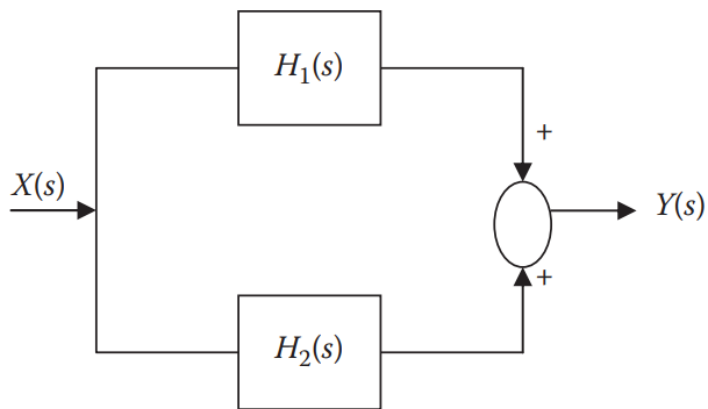 H₁(s)
+
X(s)
Y(s)
+
H₂(s)